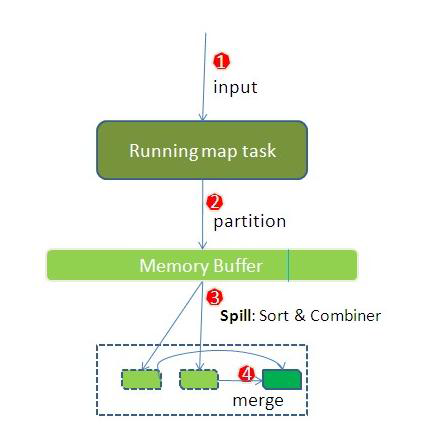 1
input
Running map task
2
partition
Memory Buffer
3
Spill: Sort & Combiner
4
merge